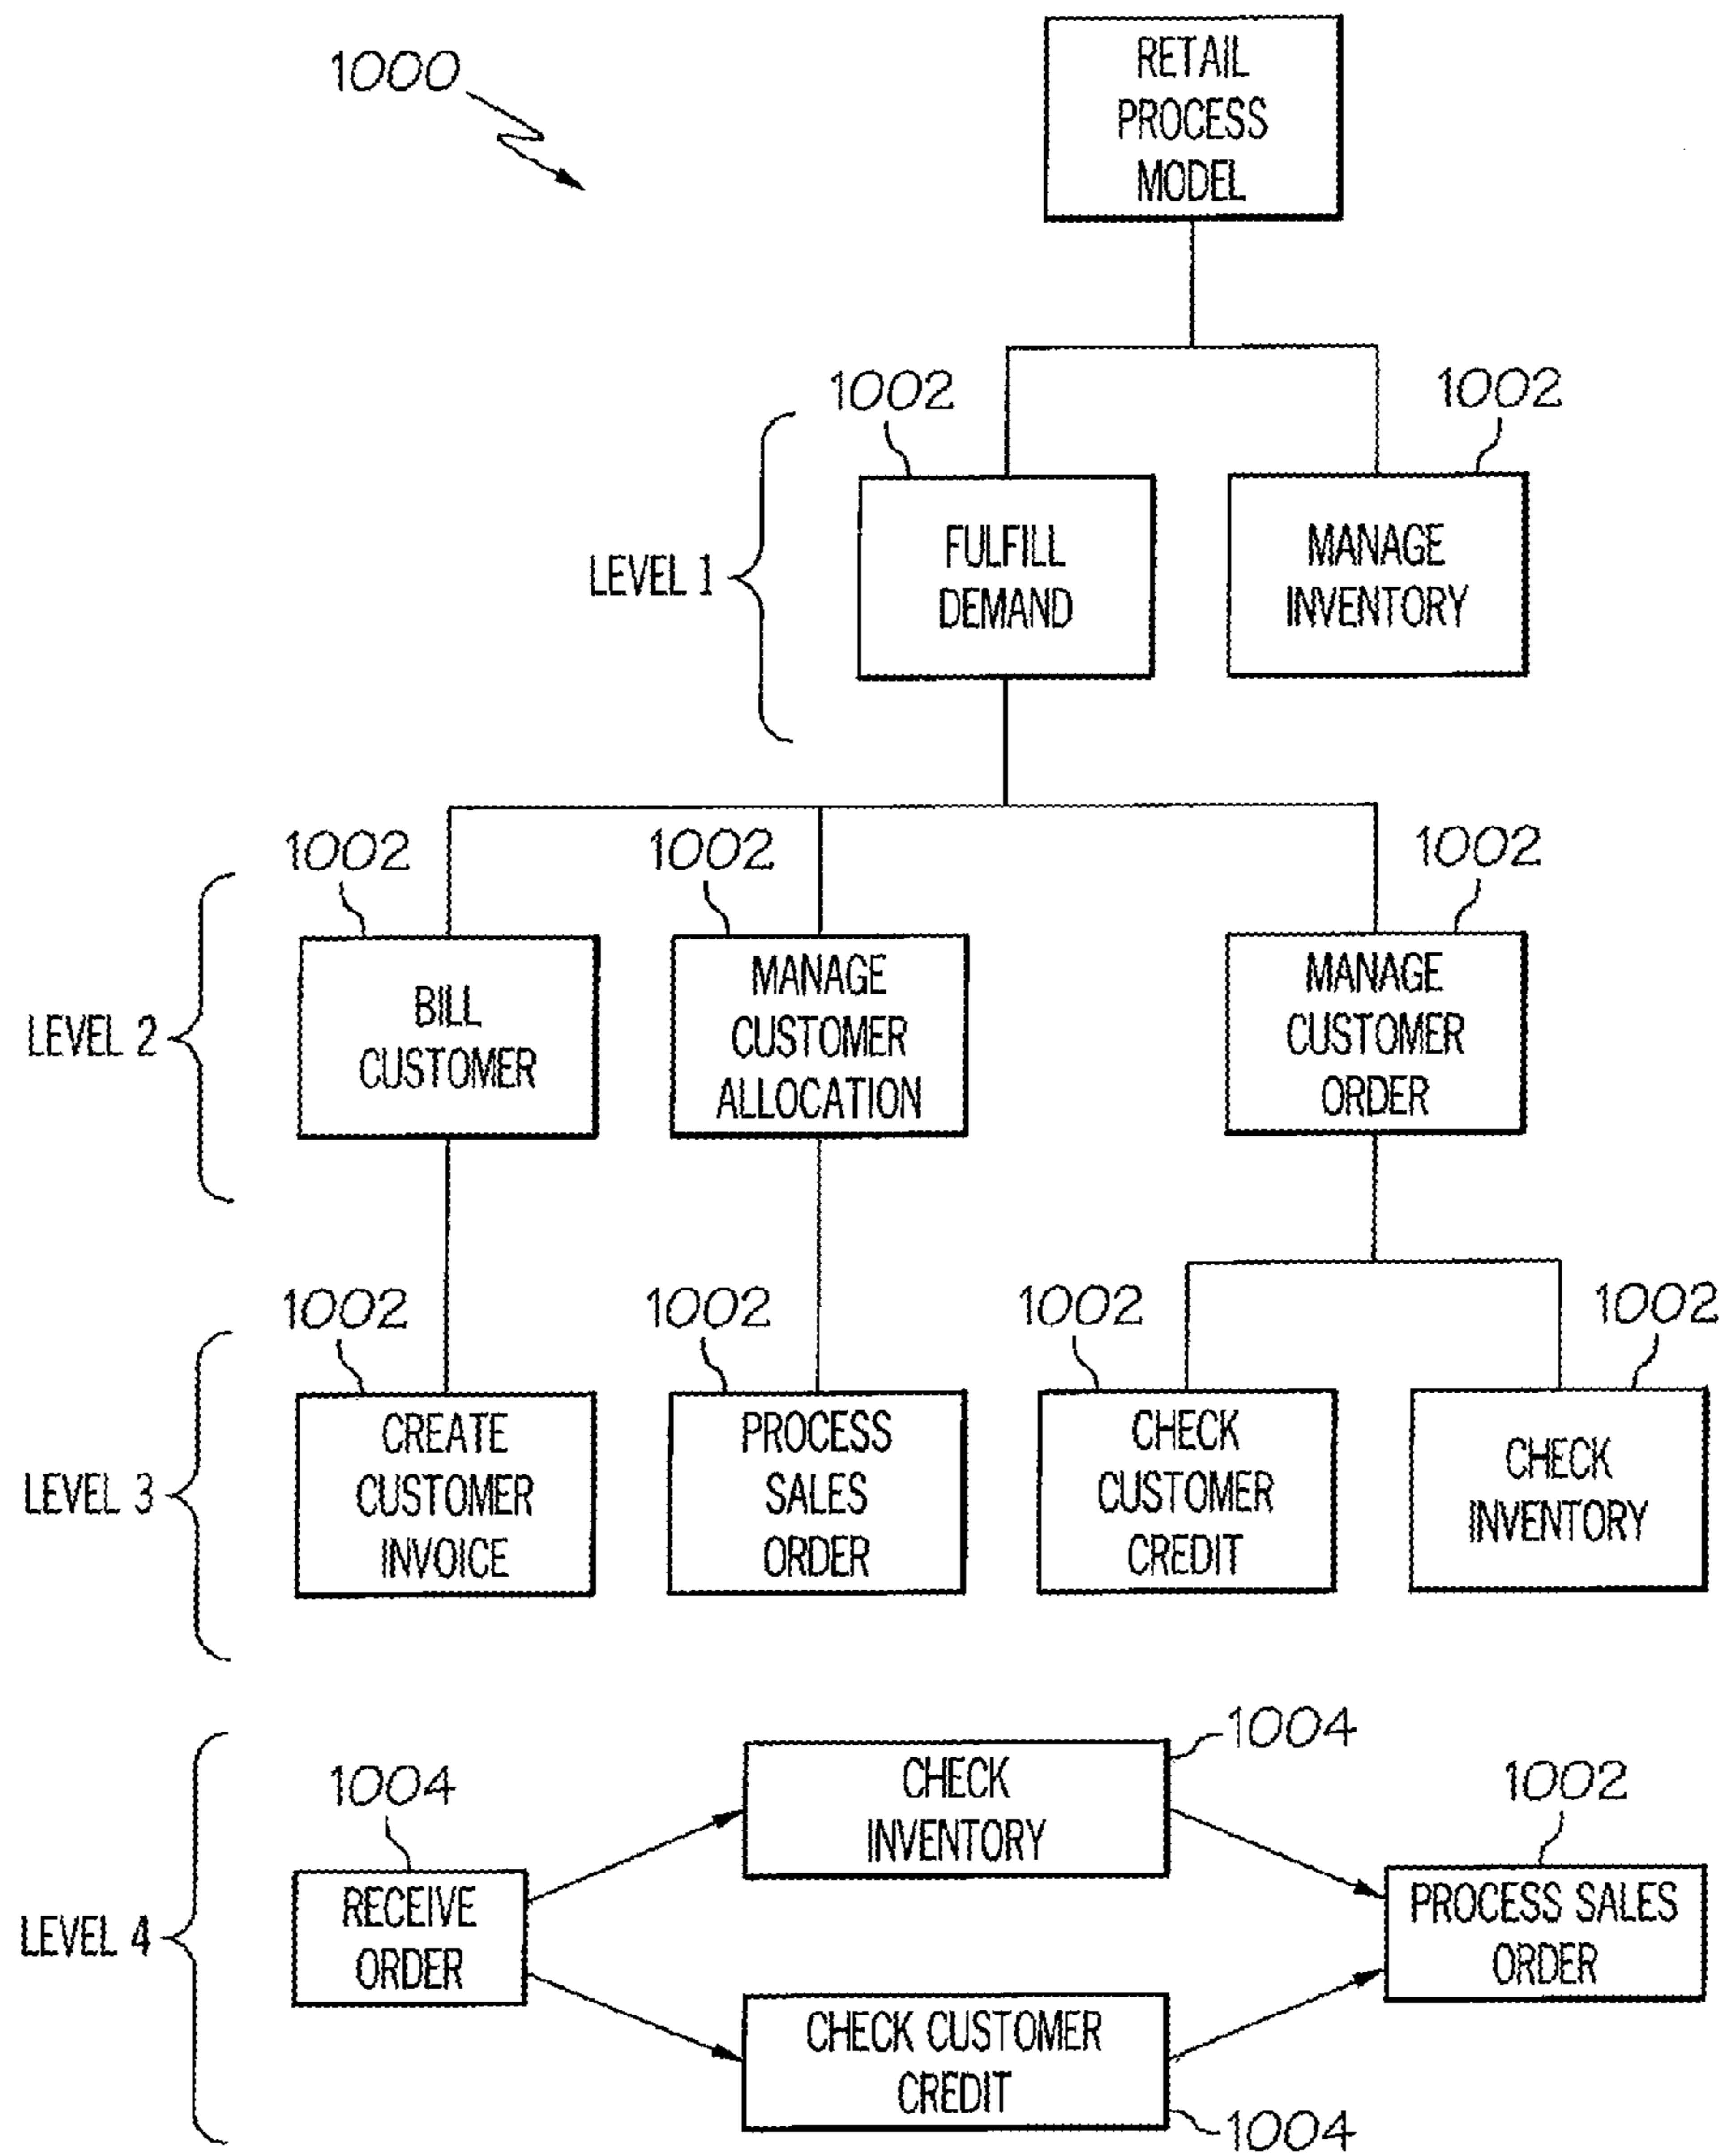 1000
RETAIL
PROCESS
MODEL
1002
1002
LEVEL 1
FULFILL
DEMAND
MANAGE
INVENTORY
1002
1002
1002
LEVEL 2
BILL
CUSTOMER
MANAGE
CUSTOMER
ALLOCATION
MANAGE
CUSTOMER
ORDER
1002
1002
1002
1002
LEVEL 3
CREATE
CUSTOMER
INVOICE
PROCESS
SALES
ORDER
CHECK
CUSTOMER
CREDIT
CHECK
INVENTORY
LEVEL 4
1004
RECEIVE
ORDER
1004
CHECK
INVENTORY
CHECK CUSTOMER
CREDIT
1004
1002
PROCESS SALES
ORDER